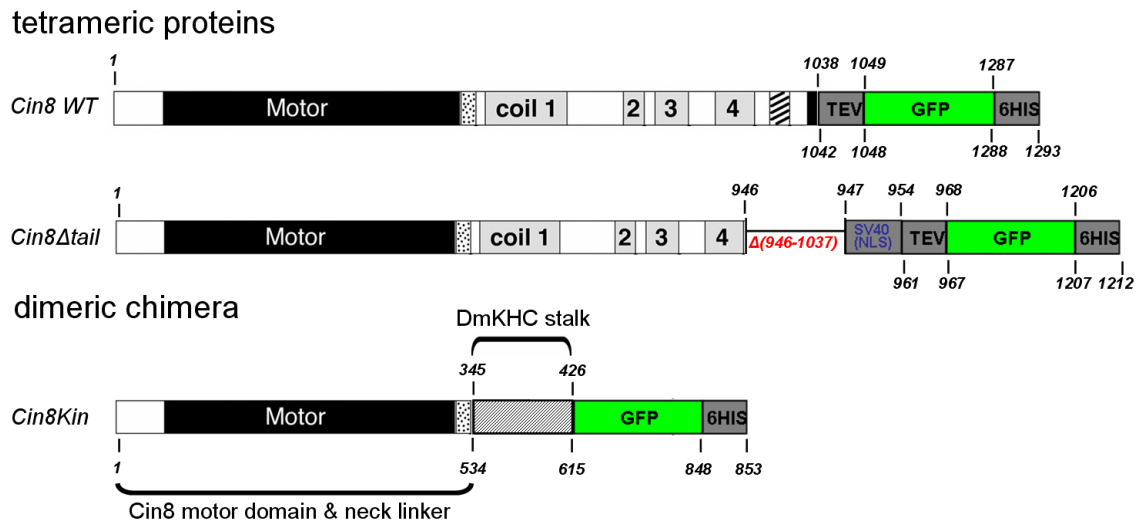 tetrameric proteins
1 1038 1049 1287
Cin8 WT Motor coil 1 2 3 4 TEV GFP 6HIS
1042 1048 1288 1293
1 946 947 954 968 1206
Cin8Δtail Motor coil 1 2 3 4 Δ(946-1037) SV40 (NLS) TEV GFP 6HIS
961 967 1207 1212
dimeric chimera
DmKHC stalk
345 426
Cin8Kin Motor GFP 6HIS
1 534 615 848 853
Cin8 motor domain & neck linker